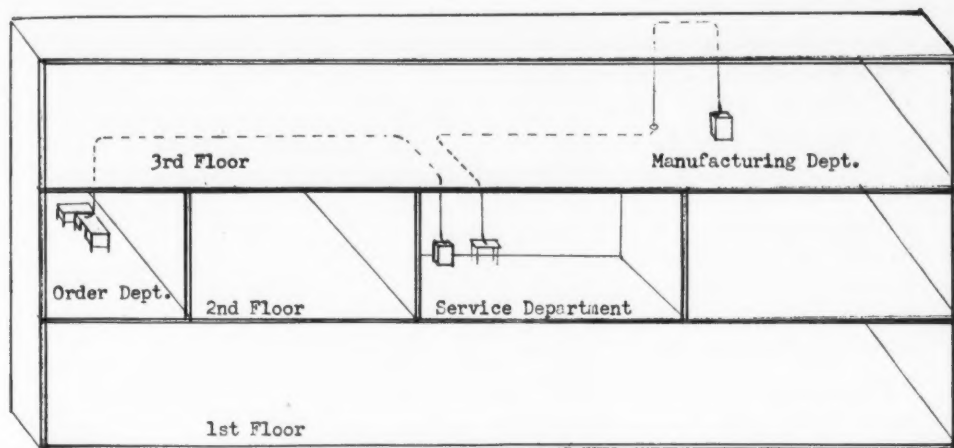 3rd Floor
Manufacturing Dept.
Order Dept.
2nd Floor
Service Department
1st Floor